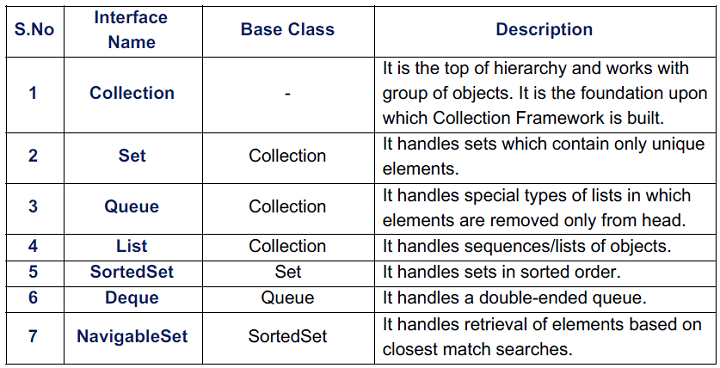 S.No Interface Name Base Class Description
1 Collection - It is the top of hierarchy and works with
group of objects. It is the foundation upon
which Collection Framework is built.
2 Set Collection It handles sets which contain only unique
elements.
3 Queue Collection It handles special types of lists in which
elements are removed only from head.
4 List Collection It handles sequences/lists of objects.
5 SortedSet Set It handles sets in sorted order.
6 Deque Queue It handles a double-ended queue.
7 NavigableSet SortedSet It handles retrieval of elements based on
closest match searches.